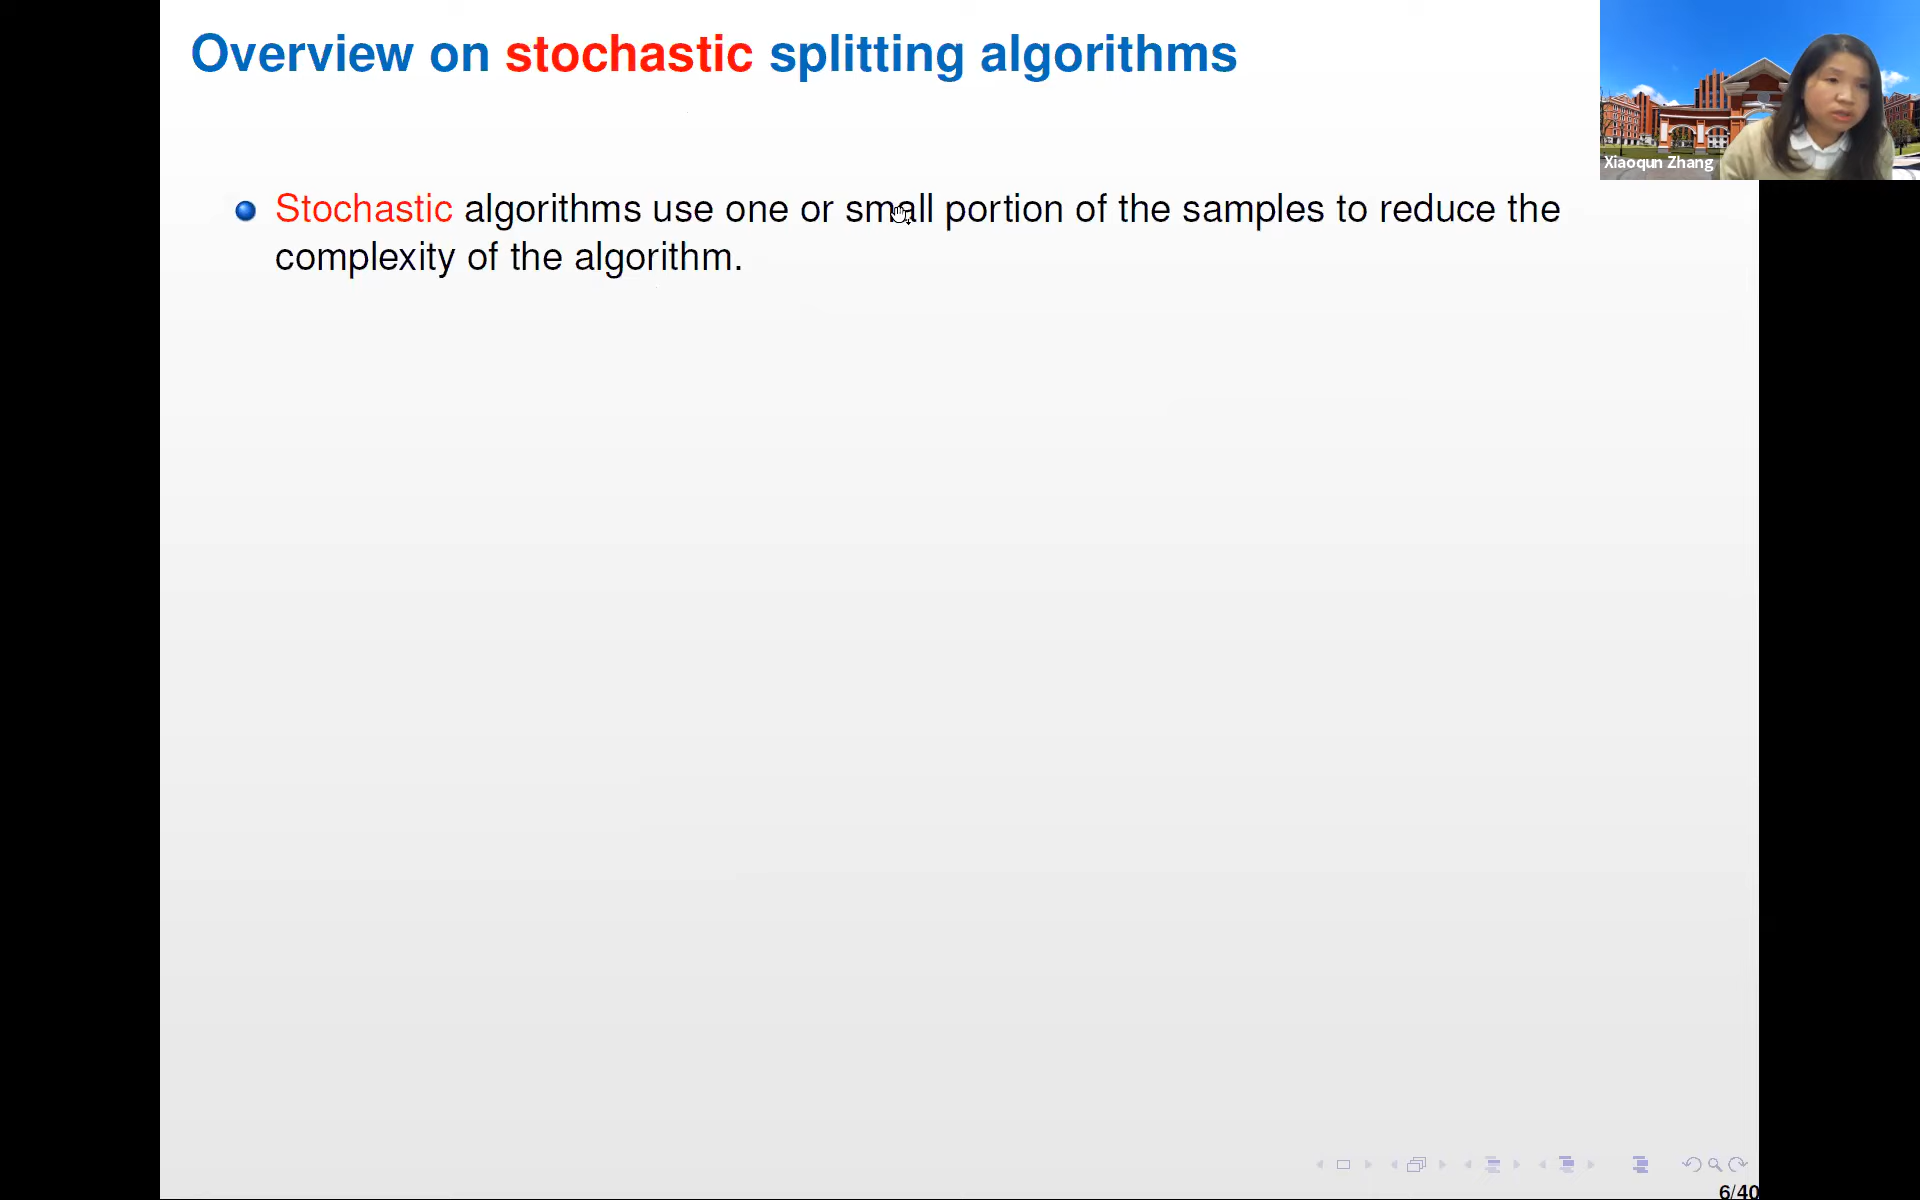 Overview on stochastic splitting algorithms
Xiaoqun Zhang
Stochastic algorithms use one or small portion of the samples to reduce the
complexity of the algorithm.
6/40